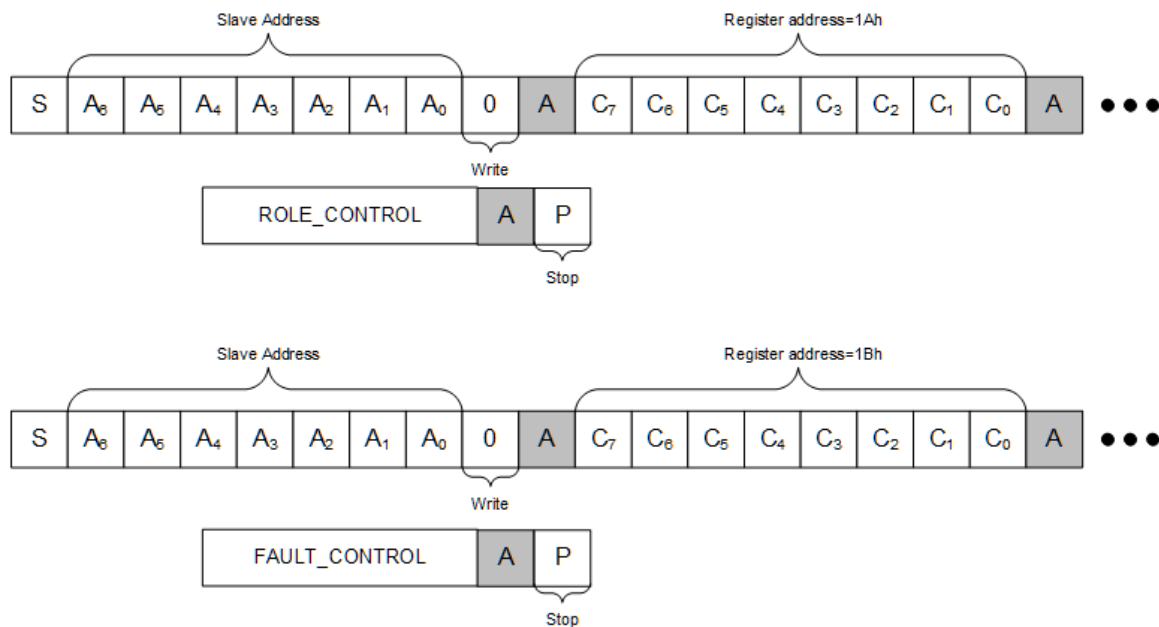 Slave Address Register address=1Ah
S A₆ A₅ A₄ A₃ A₂ A₁ A₀ 0 A C₇ C₆ C₅ C₄ C₃ C₂ C₁ C₀ A •••
Write
ROLE_CONTROL A P
Stop
Slave Address Register address=1Bh
S A₆ A₅ A₄ A₃ A₂ A₁ A₀ 0 A C₇ C₆ C₅ C₄ C₃ C₂ C₁ C₀ A •••
Write
FAULT_CONTROL A P
Stop